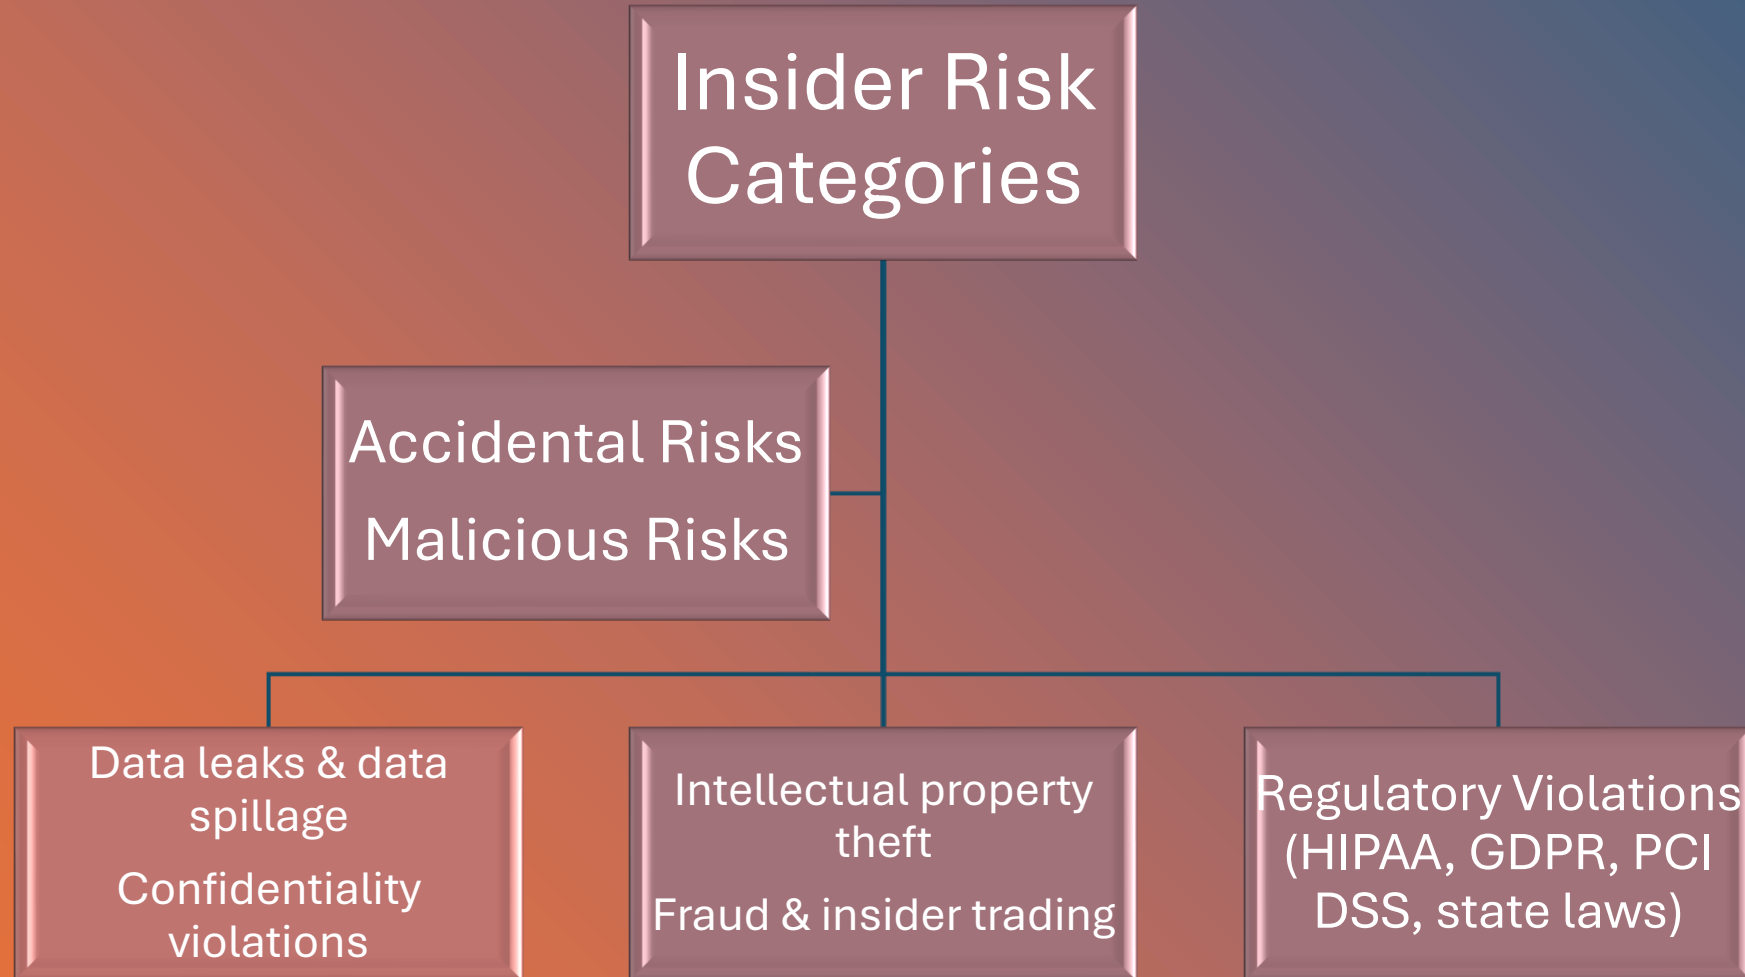 Insider Risk
Categories
Accidental Risks
Malicious Risks
Data leaks & data
spillage
Confidentiality
violations
Intellectual property
theft
Fraud & insider trading
Regulatory Violations
(HIPAA, GDPR, PCI
DSS, state laws)